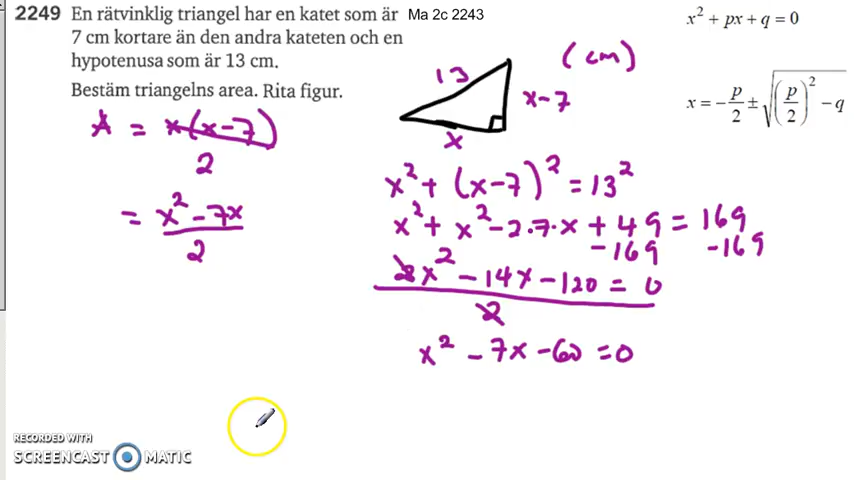 2249 En rätvinklig triangel har en katet som är
7 cm kortare än den andra kateten och en
hypotenusa som är 13 cm.
Bestäm triangelns area. Rita figur.
Ma 2c 2243
x² + px + q = 0
x = -p/2 ± √((p/2)² - q)
(cm)
13
x-7
x
A = x(x-7)/2
= x² - 7x/2
x² + (x-7)² = 13²
x² + x² - 2·7·x + 49 = 169
-169 -169
2x² - 14x - 120 = 0
2
x² - 7x - 60 = 0
RECORDED WITH
SCREENCAST MATIC